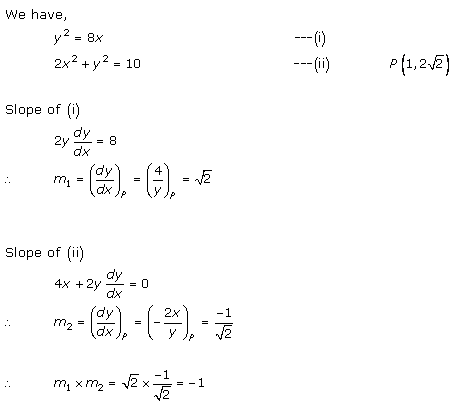 We have,
y² = 8x ---(i)
2x² + y² = 10 ---(ii) P(1, 2√2)
Slope of (i)
2y dy/dx = 8
∴ m₁ = (dy/dx)ₚ = (4/y)ₚ = √2
Slope of (ii)
4x + 2y dy/dx = 0
∴ m₂ = (dy/dx)ₚ = (-2x/y)ₚ = -1/√2
∴ m₁ × m₂ = √2 × -1/√2 = -1